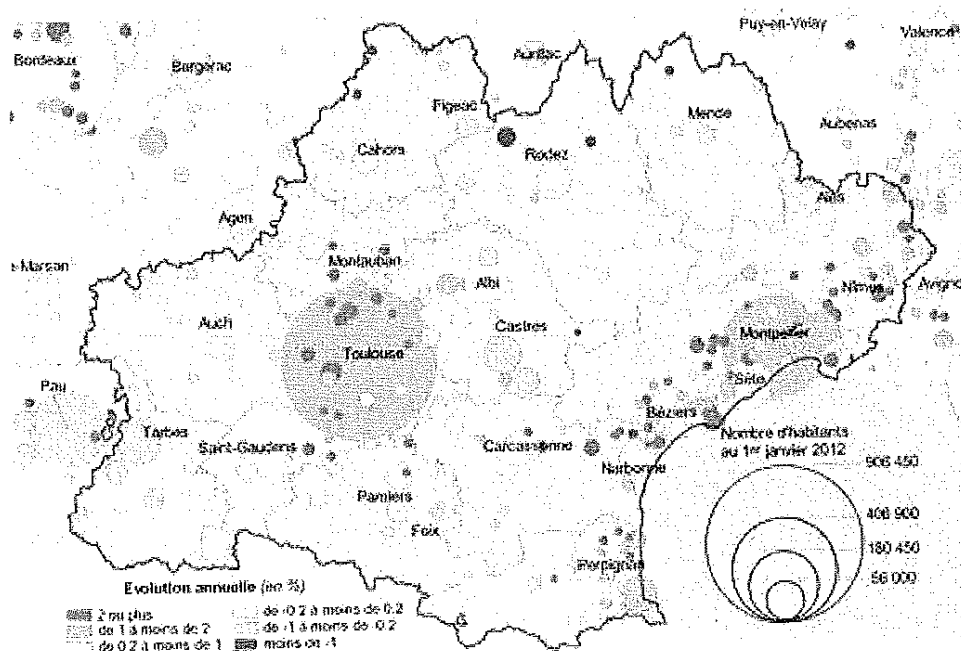 Puy-en-Velay
Valence
Bordeaux
Bergerac
Aurillac
Figeac
Mende
Aubenas
Cahors
Rodez
Alès
Agen
Montauban
Albi
Nîmes
Auch
Castres
Montpellier
Toulouse
Pau
Sète
Béziers
Tarbes
Saint-Gaudens
Carcassonne
Narbonne
Pamiers
Foix
Perpignan
Nombre d'habitants
au 1er janvier 2012
906 450
406 900
180 450
56 000
Evolution annuelle (en %)
2 ou plus
de 1 à moins de 2
de 0.2 à moins de 1
de -0.2 à moins de 0.2
de -1 à moins de -0.2
moins de -1